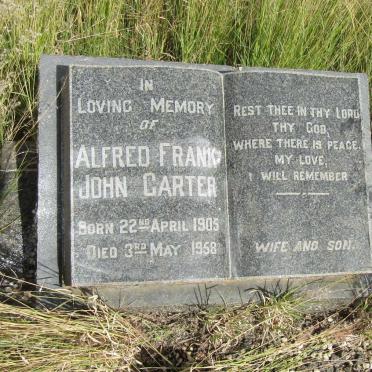 IN
LOVING MEMORY
OF
ALFRED FRANK
JOHN CARTER
BORN 22ND APRIL 1905
DIED 3RD MAY 1958
REST THEE IN THY LORD
THY GOD,
WHERE THERE IS PEACE.
MY LOVE,
I WILL REMEMBER
WIFE AND SON.